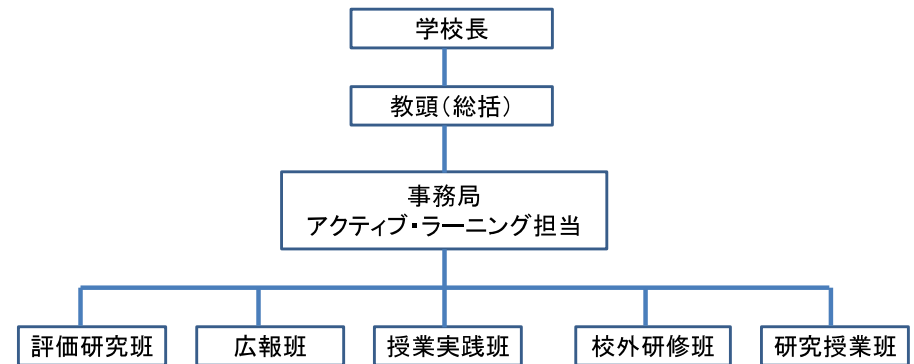 学校長
教頭（総括）
事務局
アクティブ・ラーニング担当
評価研究班
広報班
授業実践班
校外研修班
研究授業班